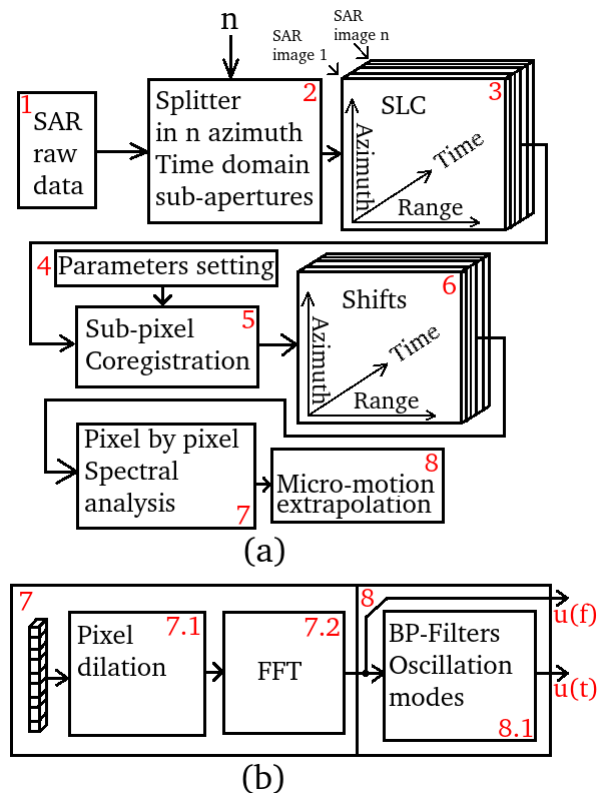 n
SAR
image n
SAR
image 1
1
SAR
raw
data
2
Splitter
in n azimuth
Time domain
sub-apertures
3
SLC
Azimuth
Time
Range
4
Parameters setting
5
Sub-pixel
Coregistration
6
Shifts
Azimuth
Time
Range
Pixel by pixel
Spectral
analysis
7
8
Micro-motion
extrapolation
(a)
7
7.1
Pixel
dilation
7.2
FFT
8
BP-Filters
Oscillation
modes
8.1
u(f)
u(t)
(b)